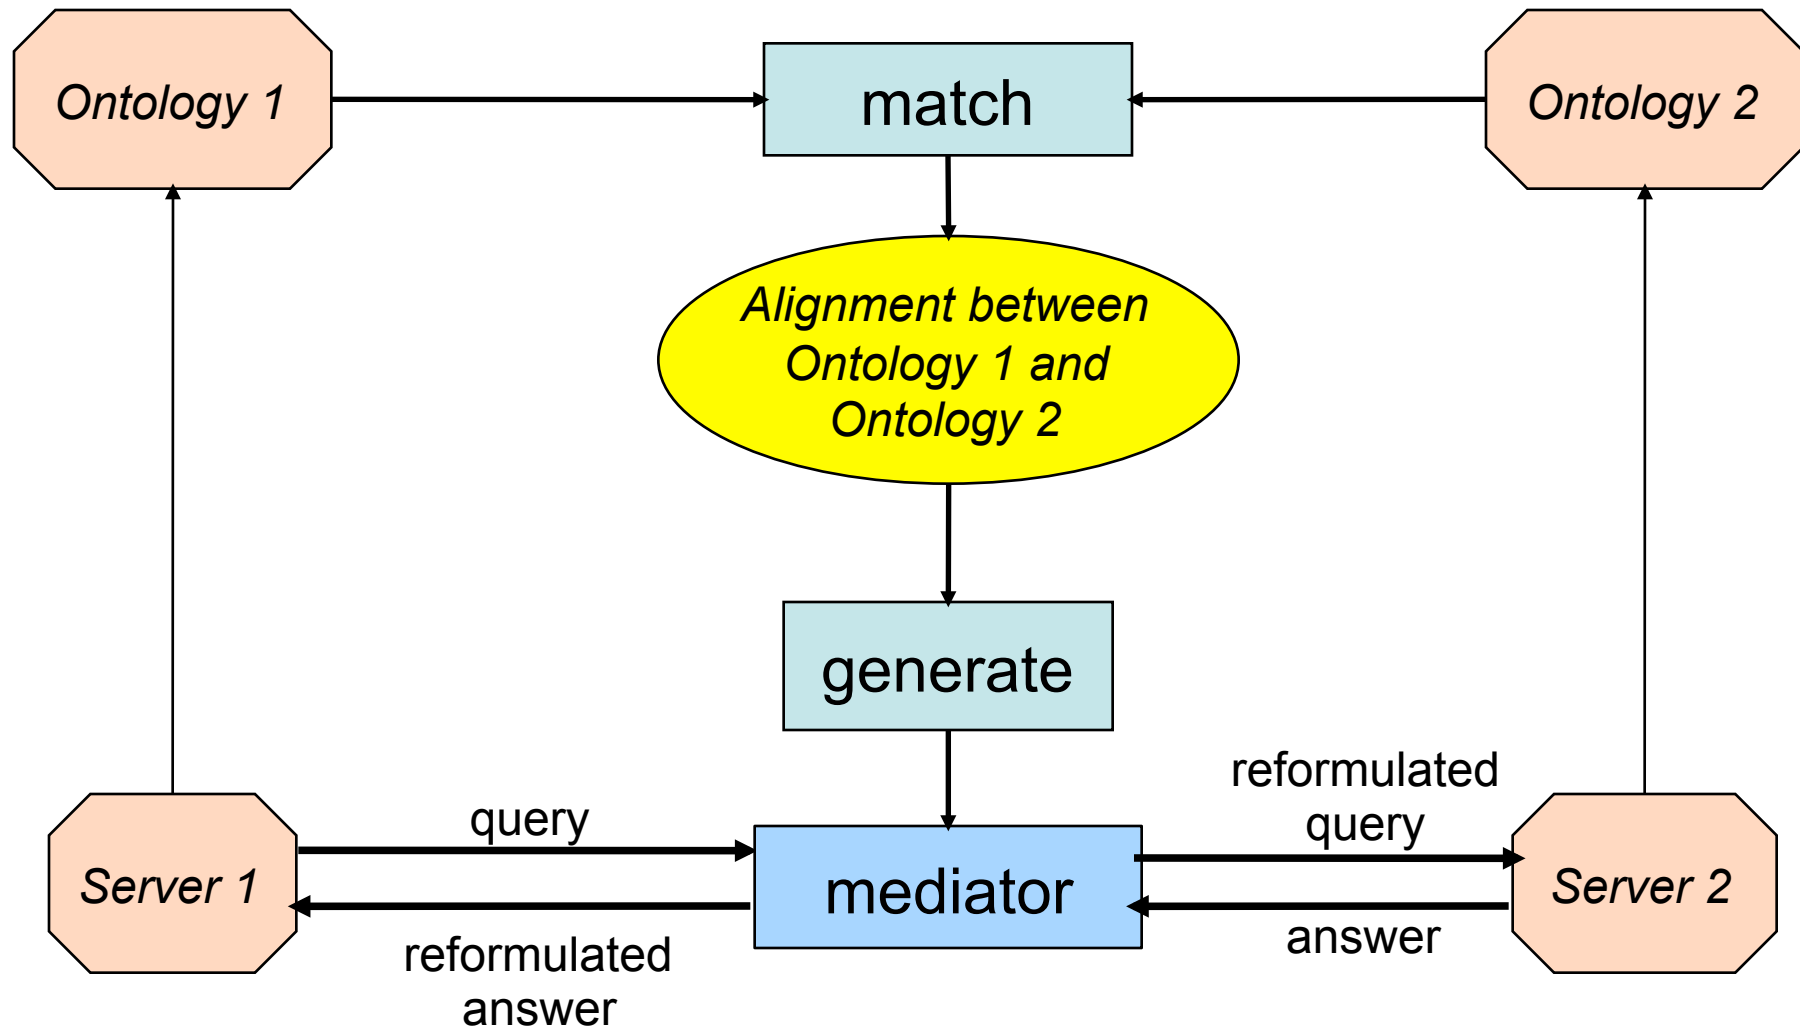 Ontology 1
match
Ontology 2
Alignment between
Ontology 1 and
Ontology 2
generate
reformulated
query
query
Server 1
mediator
Server 2
answer
reformulated
answer